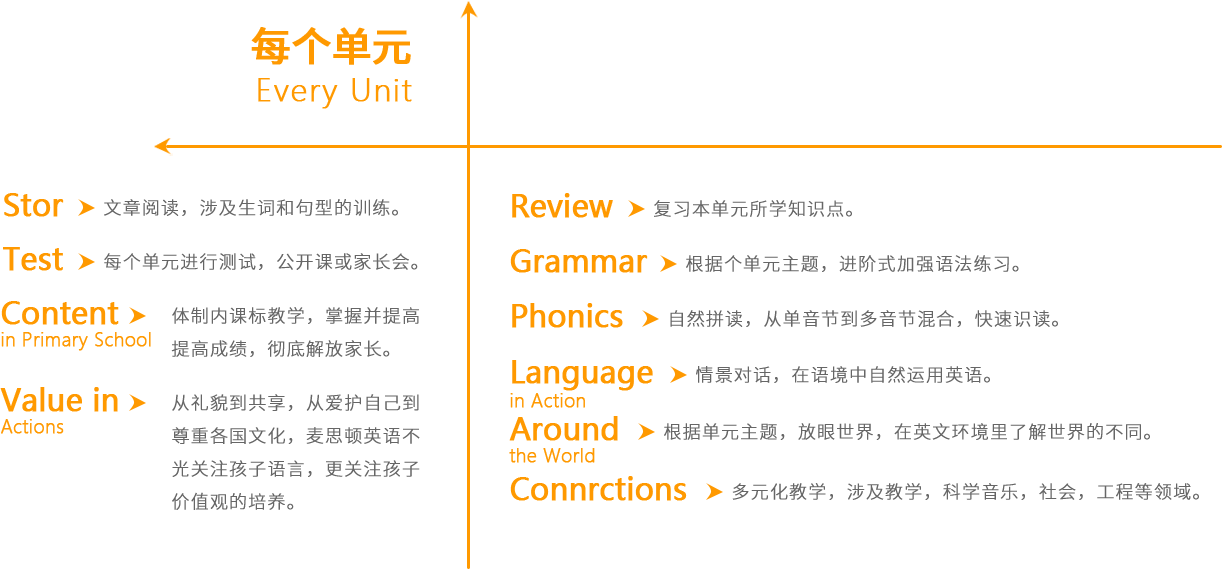 每个单元
Every Unit
Stor 文章阅读，涉及生词和句型的训练。
Test 每个单元进行测试，公开课或家长会。
Content 体制内课标教学，掌握并提高
in Primary School 提高成绩，彻底解放家长。
Value in 从礼貌到共享，从爱护自己到
Actions 尊重各国文化，麦思顿英语不
光关注孩子语言，更关注孩子
价值观的培养。
Review 复习本单元所学知识点。
Grammar 根据个单元主题，进阶式加强语法练习。
Phonics 自然拼读，从单音节到多音节混合，快速识读。
Language 情景对话，在语境中自然运用英语。
in Action
Around 根据单元主题，放眼世界，在英文环境里了解世界的不同。
the World
Connrctions 多元化教学，涉及教学，科学音乐，社会，工程等领域。